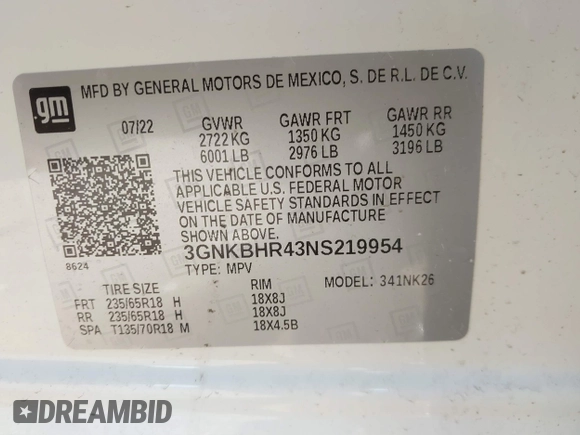 gm
MFD BY GENERAL MOTORS DE MEXICO, S. DE R.L. DE C.V.
07/22 GVWR GAWR FRT GAWR RR
2722 KG 1350 KG 1450 KG
6001 LB 2976 LB 3196 LB
THIS VEHICLE CONFORMS TO ALL
APPLICABLE U.S. FEDERAL MOTOR
VEHICLE SAFETY STANDARDS IN EFFECT
ON THE DATE OF MANUFACTURE
SHOWN ABOVE
8624
3GNKBHR43NS219954
TYPE: MPV MODEL: 341NK26
TIRE SIZE RIM
FRT 235/65R18 H 18X8J
RR 235/65R18 H 18X8J
SPA T135/70R18 M 18X4.5B
DREAMBID